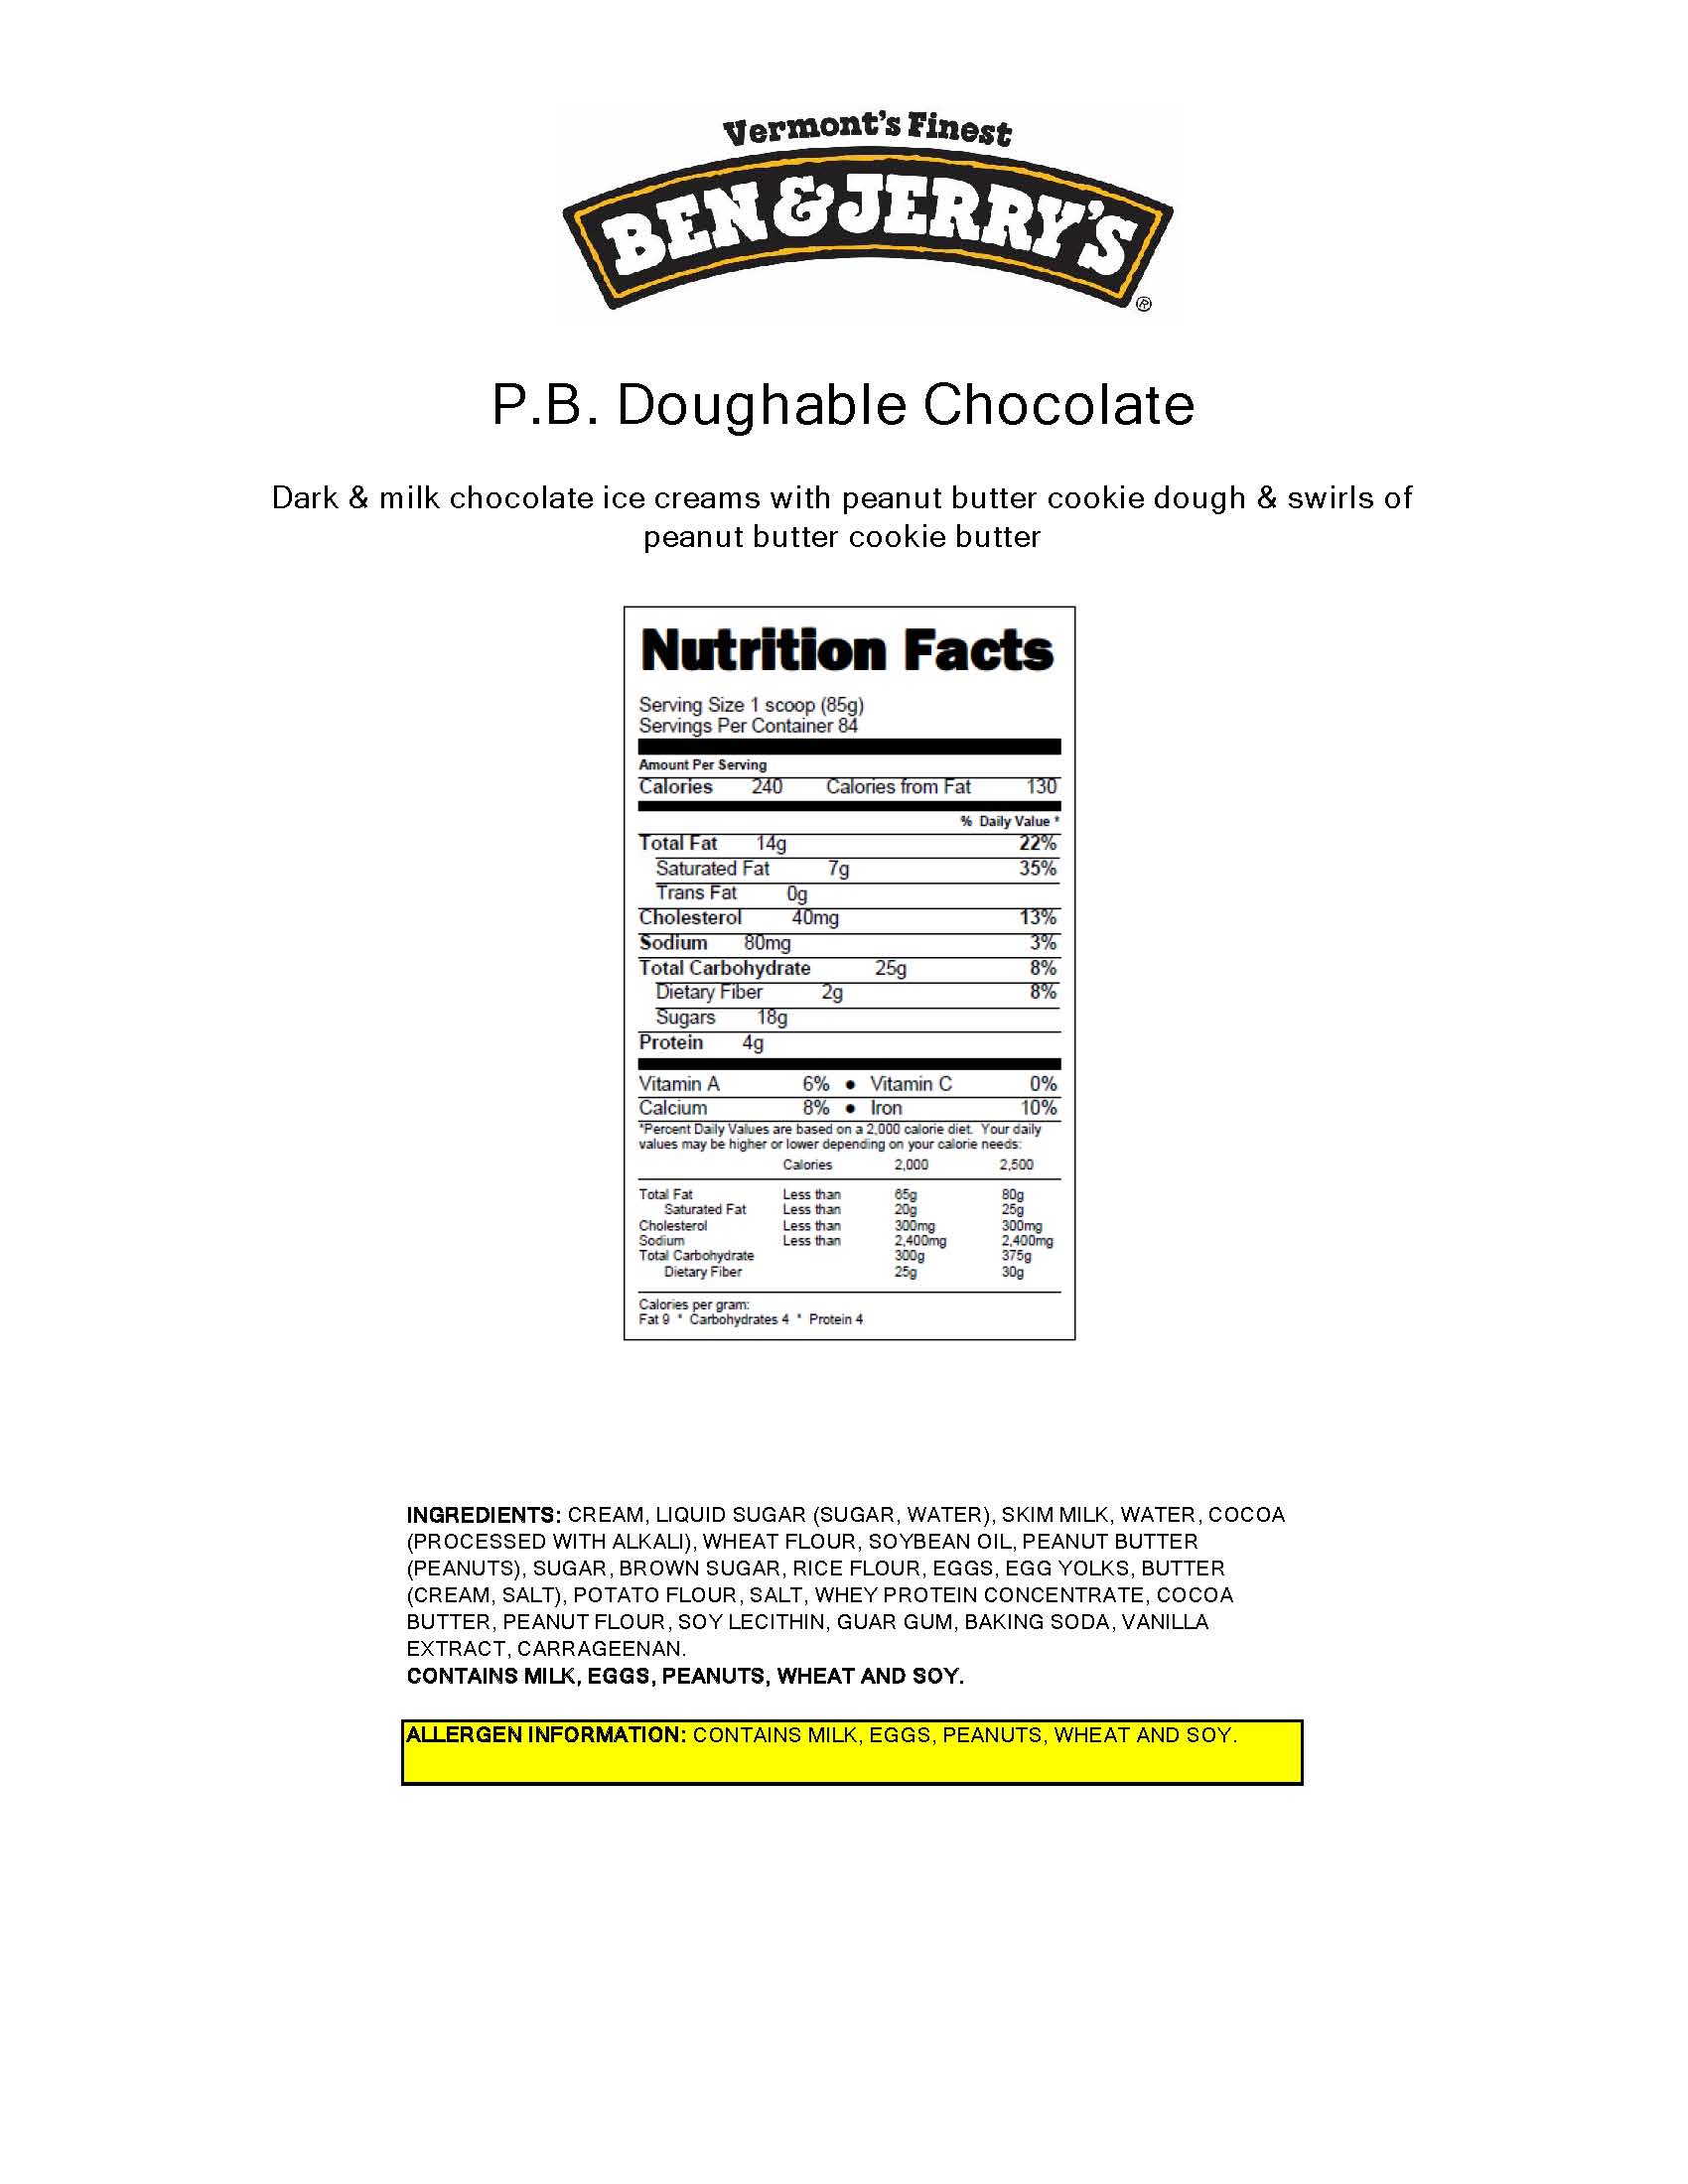 Vermont's Finest
BEN & JERRY'S ®
P.B. Doughable Chocolate
Dark & milk chocolate ice creams with peanut butter cookie dough & swirls of
peanut butter cookie butter
Nutrition Facts
Serving Size 1 scoop (85g)
Servings Per Container 84
Amount Per Serving
Calories 240 Calories from Fat 130
% Daily Value *
Total Fat 14g 22%
Saturated Fat 7g 35%
Trans Fat 0g
Cholesterol 40mg 13%
Sodium 80mg 3%
Total Carbohydrate 25g 8%
Dietary Fiber 2g 8%
Sugars 18g
Protein 4g
Vitamin A 6% ● Vitamin C 0%
Calcium 8% ● Iron 10%
*Percent Daily Values are based on a 2,000 calorie diet. Your daily
values may be higher or lower depending on your calorie needs:
Calories 2,000 2,500
Total Fat Less than 65g 80g
Saturated Fat Less than 20g 25g
Cholesterol Less than 300mg 300mg
Sodium Less than 2,400mg 2,400mg
Total Carbohydrate 300g 375g
Dietary Fiber 25g 30g
Calories per gram:
Fat 9 * Carbohydrates 4 * Protein 4
INGREDIENTS: CREAM, LIQUID SUGAR (SUGAR, WATER), SKIM MILK, WATER, COCOA
(PROCESSED WITH ALKALI), WHEAT FLOUR, SOYBEAN OIL, PEANUT BUTTER
(PEANUTS), SUGAR, BROWN SUGAR, RICE FLOUR, EGGS, EGG YOLKS, BUTTER
(CREAM, SALT), POTATO FLOUR, SALT, WHEY PROTEIN CONCENTRATE, COCOA
BUTTER, PEANUT FLOUR, SOY LECITHIN, GUAR GUM, BAKING SODA, VANILLA
EXTRACT, CARRAGEENAN.
CONTAINS MILK, EGGS, PEANUTS, WHEAT AND SOY.
ALLERGEN INFORMATION: CONTAINS MILK, EGGS, PEANUTS, WHEAT AND SOY.